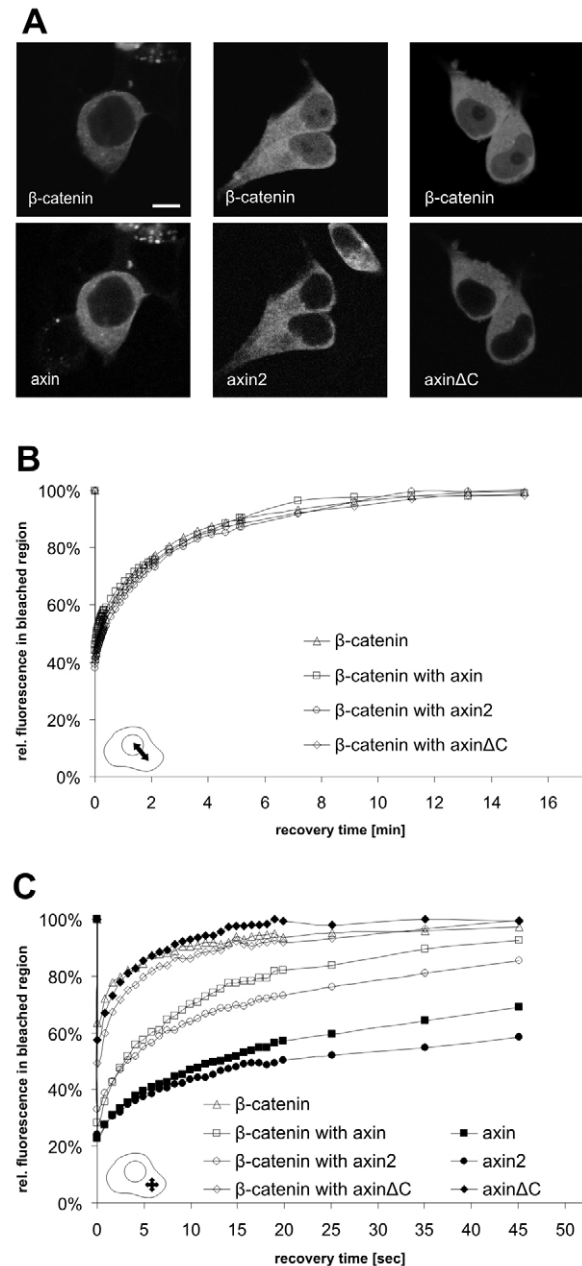 A
β-catenin
β-catenin
β-catenin
axin
axin2
axinΔC
B
100%
80%
60%
40%
20%
0%
rel. fluorescence in bleached region
β-catenin
β-catenin with axin
β-catenin with axin2
β-catenin with axinΔC
0 2 4 6 8 10 12 14 16
recovery time [min]
C
100%
80%
60%
40%
20%
0%
rel. fluorescence in bleached region
β-catenin
β-catenin with axin axin
β-catenin with axin2 axin2
β-catenin with axinΔC axinΔC
0 5 10 15 20 25 30 35 40 45 50
recovery time [sec]